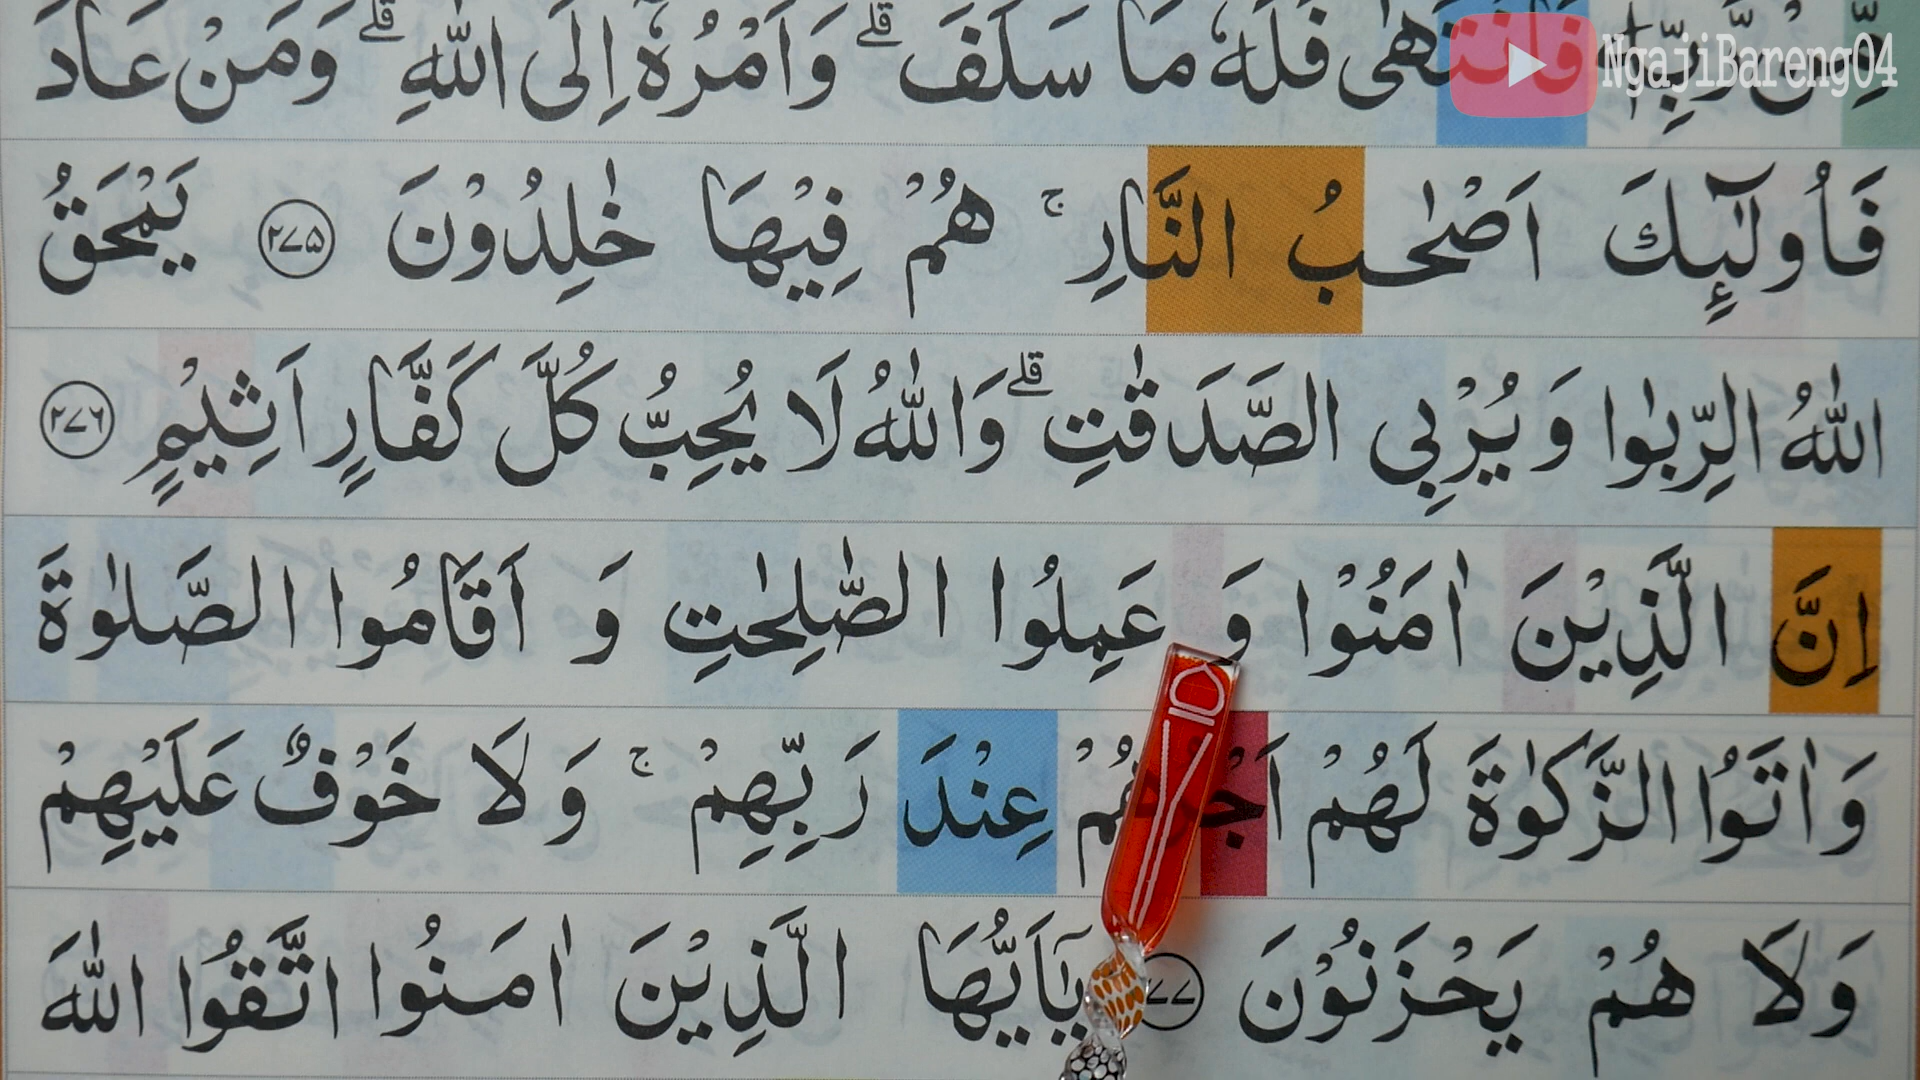 مِّنْ رَّبِّهٖ فَانْتَهٰى فَلَهٗ مَا سَلَفَ ۗ وَاَمْرُهٗٓ اِلَى اللّٰهِ ۗ وَمَنْ عَادَ
NgajiBareng04
فَاُولٰۤىِٕكَ اَصْحٰبُ النَّارِ ۚ هُمْ فِيْهَا خٰلِدُوْنَ ٢٧٥ يَمْحَقُ
اللّٰهُ الرِّبٰوا وَيُرْبِى الصَّدَقٰتِ ۗ وَاللّٰهُ لَا يُحِبُّ كُلَّ كَفَّارٍ اَثِيْمٍ ٢٧٦
اِنَّ الَّذِيْنَ اٰمَنُوْا وَ عَمِلُوا الصّٰلِحٰتِ وَ اَقَامُوا الصَّلٰوةَ
وَاٰتَوُا الزَّكٰوةَ لَهُمْ اَجْرُهُمْ عِنْدَ رَبِّهِمْ ۚ وَلَا خَوْفٌ عَلَيْهِمْ
وَلَا هُمْ يَحْزَنُوْنَ ٢٧٧ يٰٓاَيُّهَا الَّذِيْنَ اٰمَنُوا اتَّقُوا اللّٰهَ